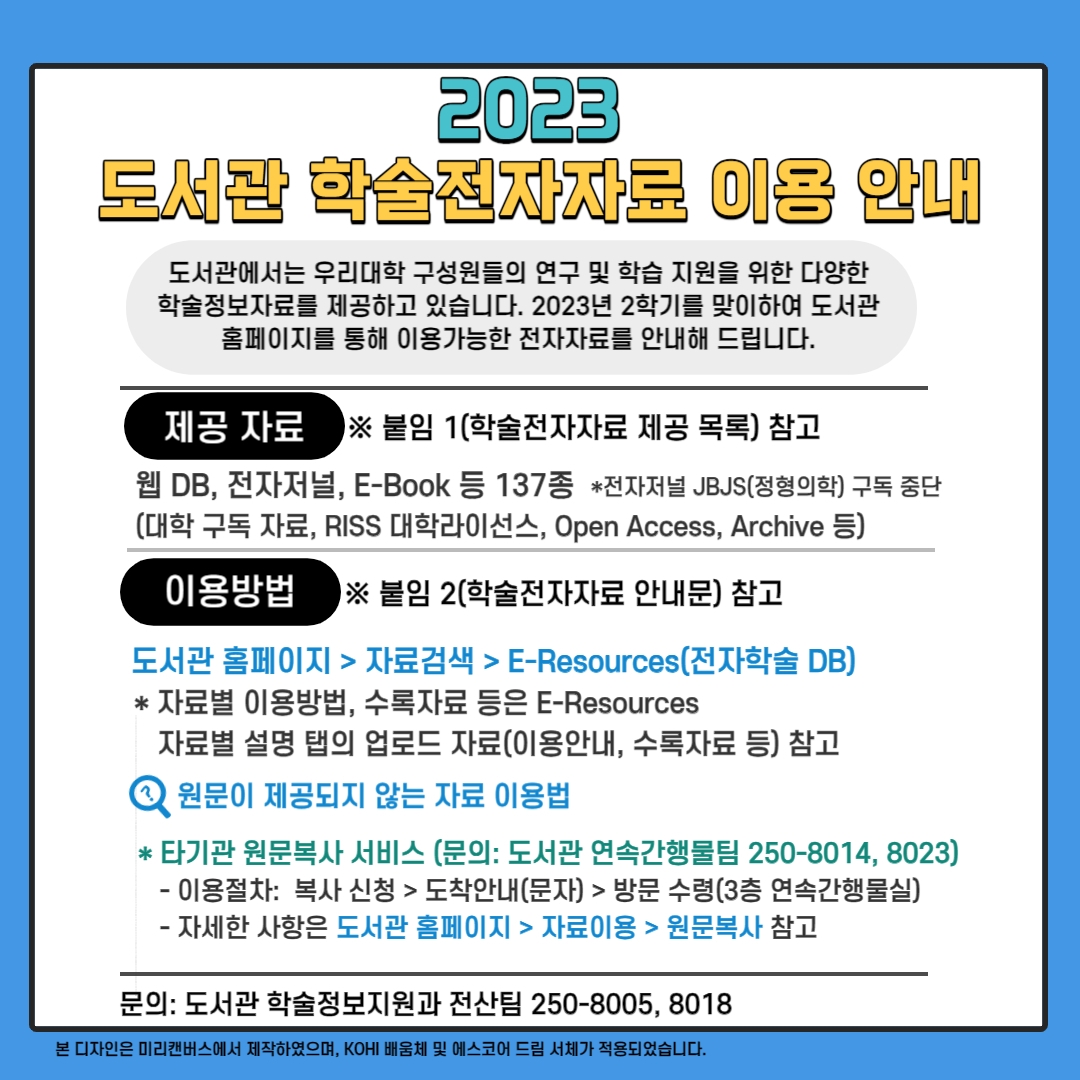 2023
도서관 학술전자자료 이용 안내
도서관에서는 우리대학 구성원들의 연구 및 학습 지원을 위한 다양한
학술정보자료를 제공하고 있습니다. 2023년 2학기를 맞이하여 도서관
홈페이지를 통해 이용가능한 전자자료를 안내해 드립니다.
제공 자료 ※ 붙임 1(학술전자자료 제공 목록) 참고
웹 DB, 전자저널, E-Book 등 137종 *전자저널 JBJS(정형의학) 구독 중단
(대학 구독 자료, RISS 대학라이선스, Open Access, Archive 등)
이용방법 ※ 붙임 2(학술전자자료 안내문) 참고
도서관 홈페이지 > 자료검색 > E-Resources(전자학술 DB)
* 자료별 이용방법, 수록자료 등은 E-Resources
자료별 설명 탭의 업로드 자료(이용안내, 수록자료 등) 참고
원문이 제공되지 않는 자료 이용법
* 타기관 원문복사 서비스 (문의: 도서관 연속간행물팀 250-8014, 8023)
- 이용절차: 복사 신청 > 도착안내(문자) > 방문 수령(3층 연속간행물실)
- 자세한 사항은 도서관 홈페이지 > 자료이용 > 원문복사 참고
문의: 도서관 학술정보지원과 전산팀 250-8005, 8018
본 디자인은 미리캔버스에서 제작하였으며, KOHI 배움체 및 에스코어 드림 서체가 적용되었습니다.